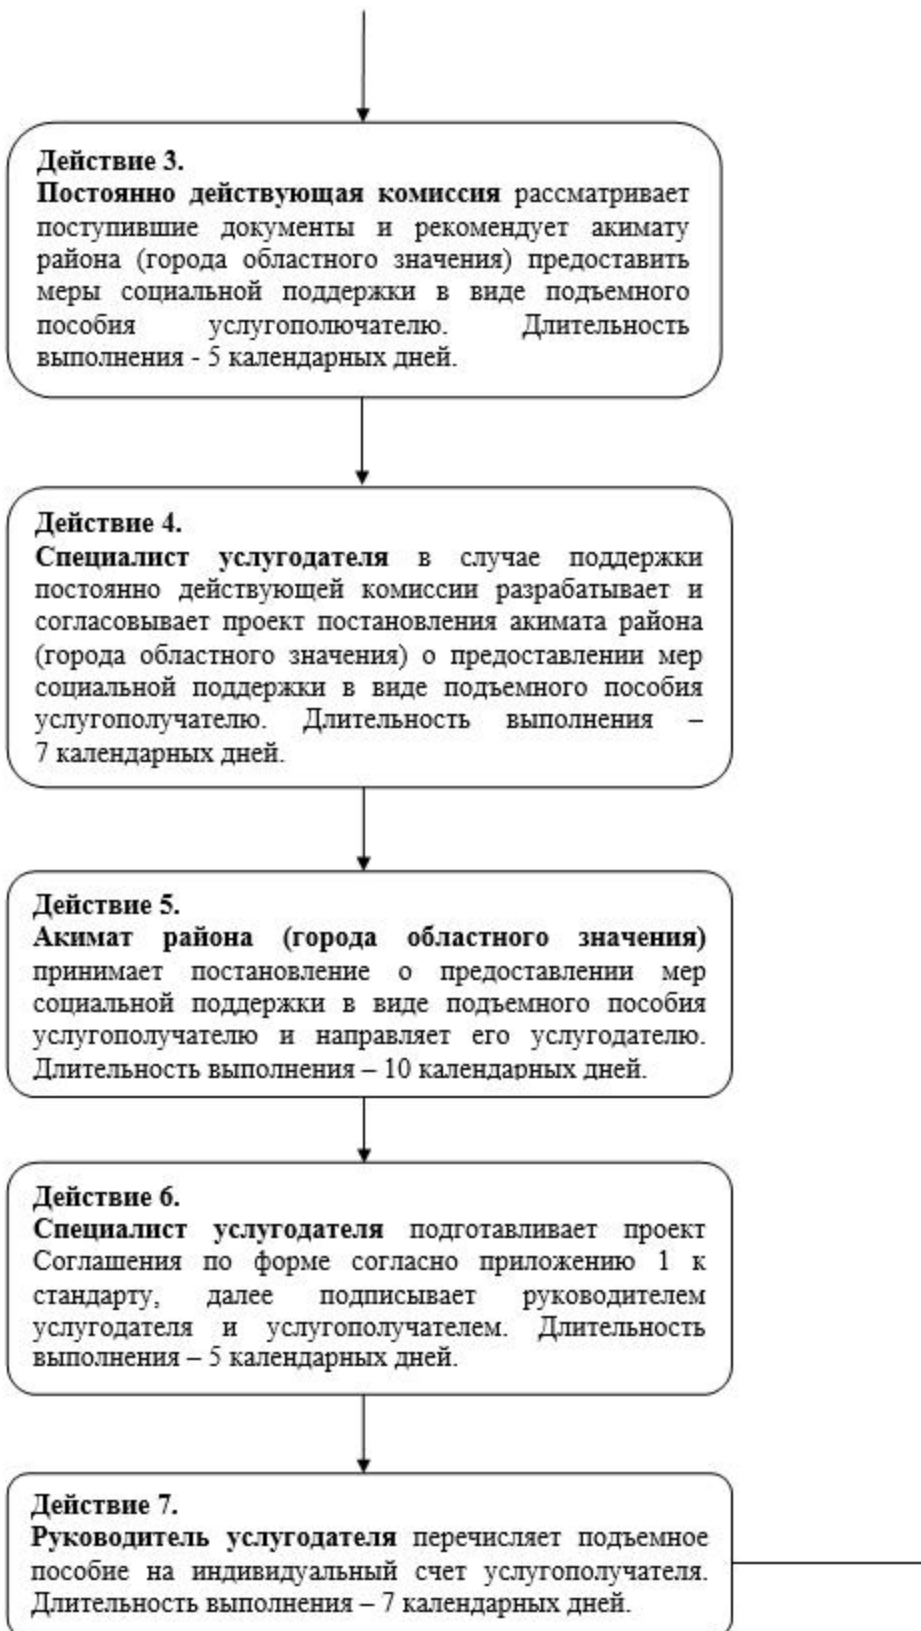 Действие 3.
Постоянно действующая комиссия рассматривает
поступившие документы и рекомендует акимату
района (города областного значения) предоставить
меры социальной поддержки в виде подъемного
пособия услугополючателю. Длительность
выполнения - 5 календарных дней.
Действие 4.
Специалист услугодателя в случае поддержки
постоянно действующей комиссии разрабатывает и
согласовывает проект постановления акимата района
(города областного значения) о предоставлении мер
социальной поддержки в виде подъемного пособия
услугополучателю. Длительность выполнения –
7 календарных дней.
Действие 5.
Акимат района (города областного значения)
принимает постановление о предоставлении мер
социальной поддержки в виде подъемного пособия
услугополучателю и направляет его услугодателю.
Длительность выполнения – 10 календарных дней.
Действие 6.
Специалист услугодателя подготавливает проект
Соглашения по форме согласно приложению 1 к
стандарту, далее подписывает руководителем
услугодателя и услугополучателем. Длительность
выполнения – 5 календарных дней.
Действие 7.
Руководитель услугодателя перечисляет подъемное
пособие на индивидуальный счет услугополучателя.
Длительность выполнения – 7 календарных дней.